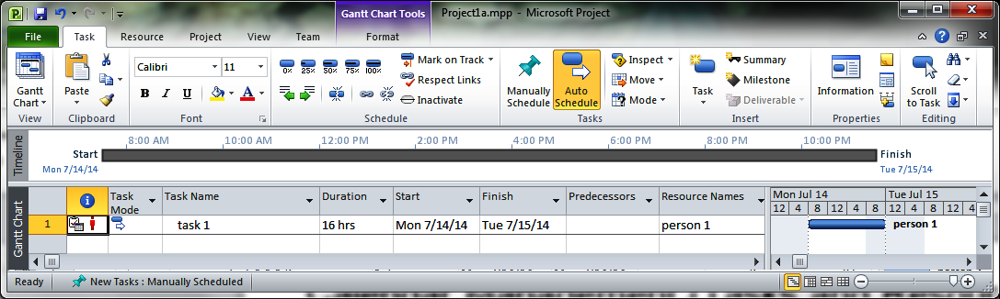 Gantt Chart Tools Project1a.mpp - Microsoft Project
File Task Resource Project View Team Format
Gantt Chart
View
Paste
Clipboard
Calibri 11
B I U A
Font
0% 25% 50% 75% 100%
Mark on Track
Respect Links
Inactivate
Schedule
Manually Schedule
Auto Schedule
Inspect
Move
Mode
Tasks
Task
Summary
Milestone
Deliverable
Insert
Information
Properties
Scroll to Task
Editing
Timeline
8:00 AM 10:00 AM 12:00 PM 2:00 PM 4:00 PM 6:00 PM 8:00 PM 10:00 PM
Start
Mon 7/14/14
Finish
Tue 7/15/14
Gantt Chart
Task Mode Task Name Duration Start Finish Predecessors Resource Names
Mon Jul 14 Tue Jul 15
12 4 8 12 4 8 12 4 8 12 4
1 task 1 16 hrs Mon 7/14/14 Tue 7/15/14 person 1
person 1
Ready New Tasks : Manually Scheduled